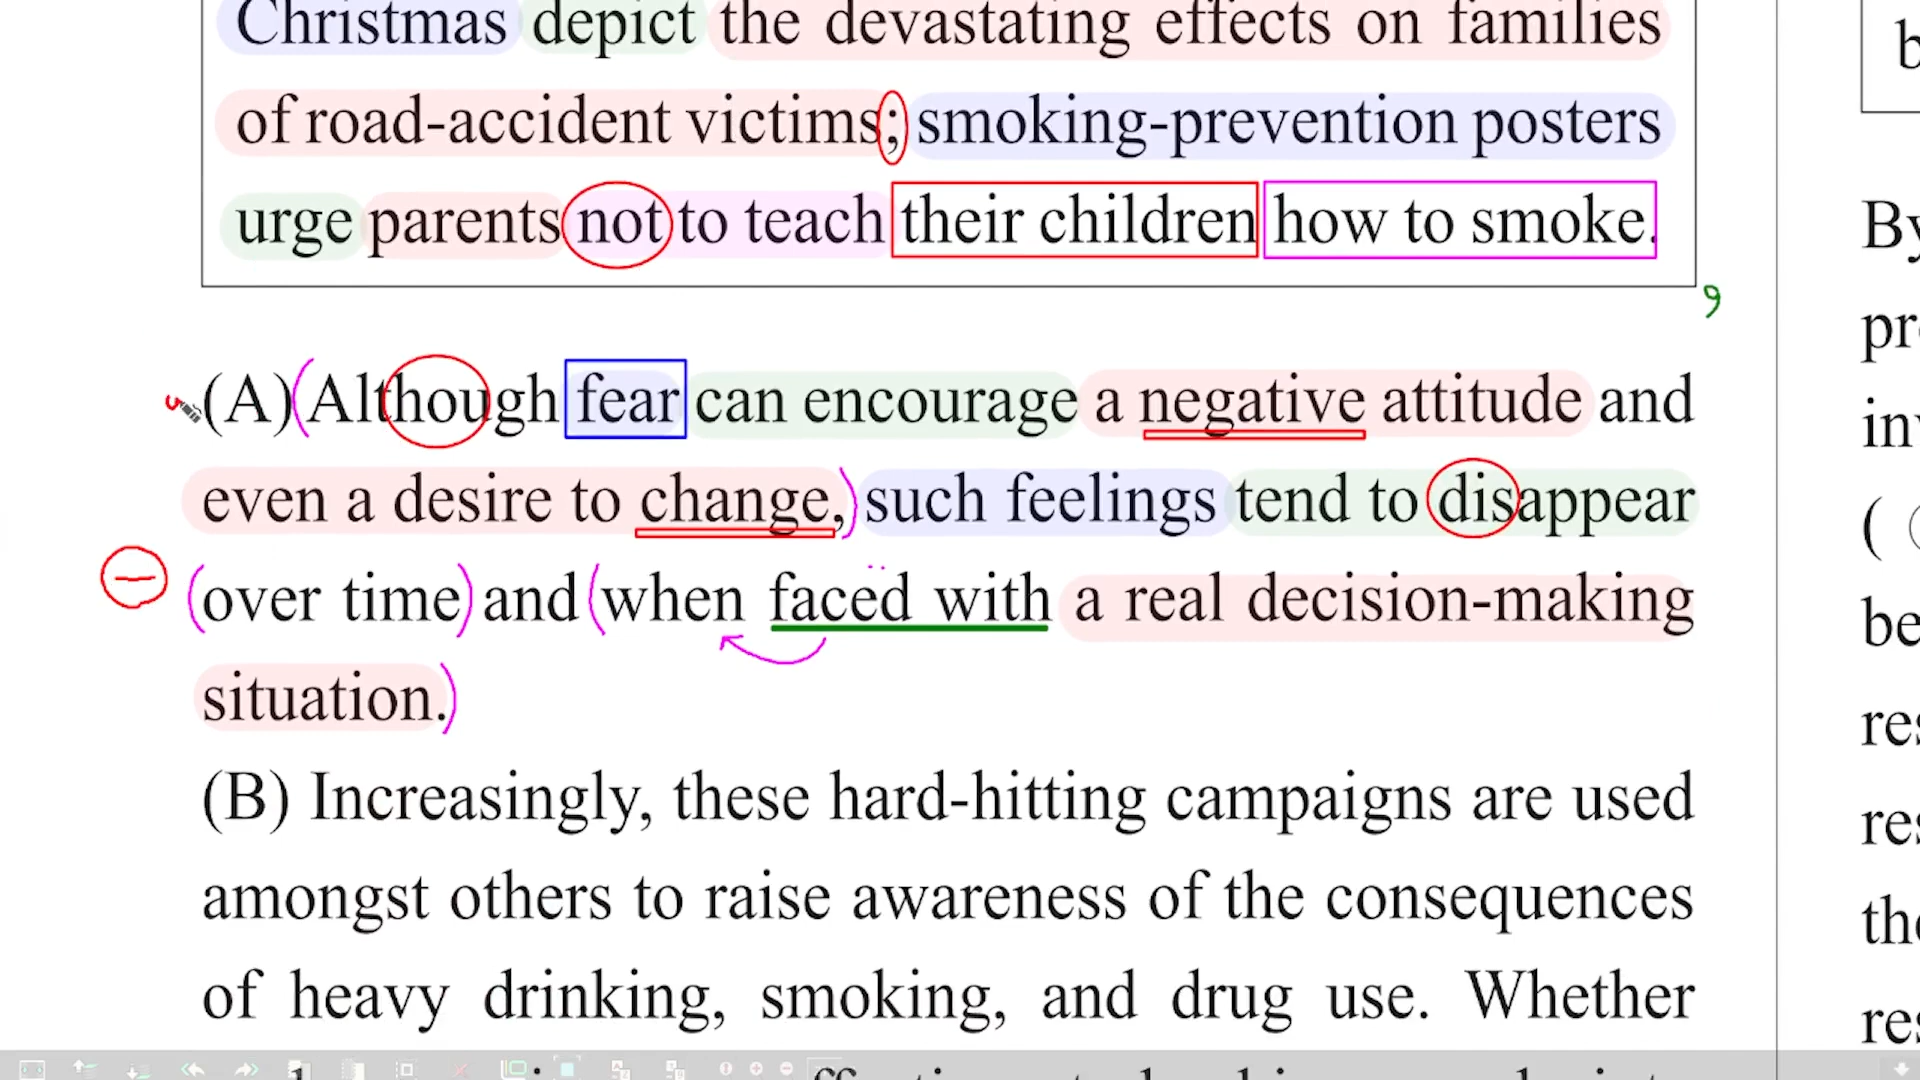 Christmas depict the devastating effects on families
of road-accident victims; smoking-prevention posters
urge parents not to teach their children how to smoke.
(A) Although fear can encourage a negative attitude and
even a desire to change, such feelings tend to disappear
over time and when faced with a real decision-making
situation.
(B) Increasingly, these hard-hitting campaigns are used
amongst others to raise awareness of the consequences
of heavy drinking, smoking, and drug use. Whether
By
be